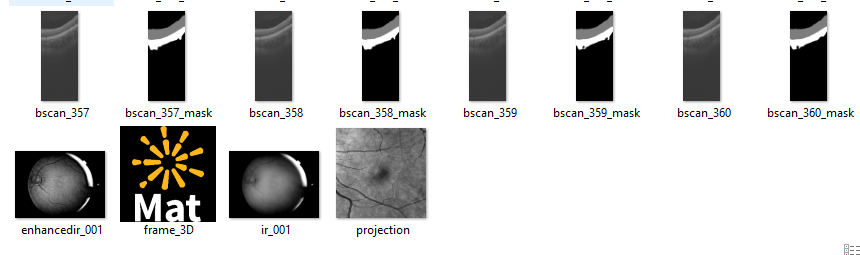 bscan_357
bscan_357_mask
bscan_358
bscan_358_mask
bscan_359
bscan_359_mask
bscan_360
bscan_360_mask
Mat
enhancedir_001
frame_3D
ir_001
projection